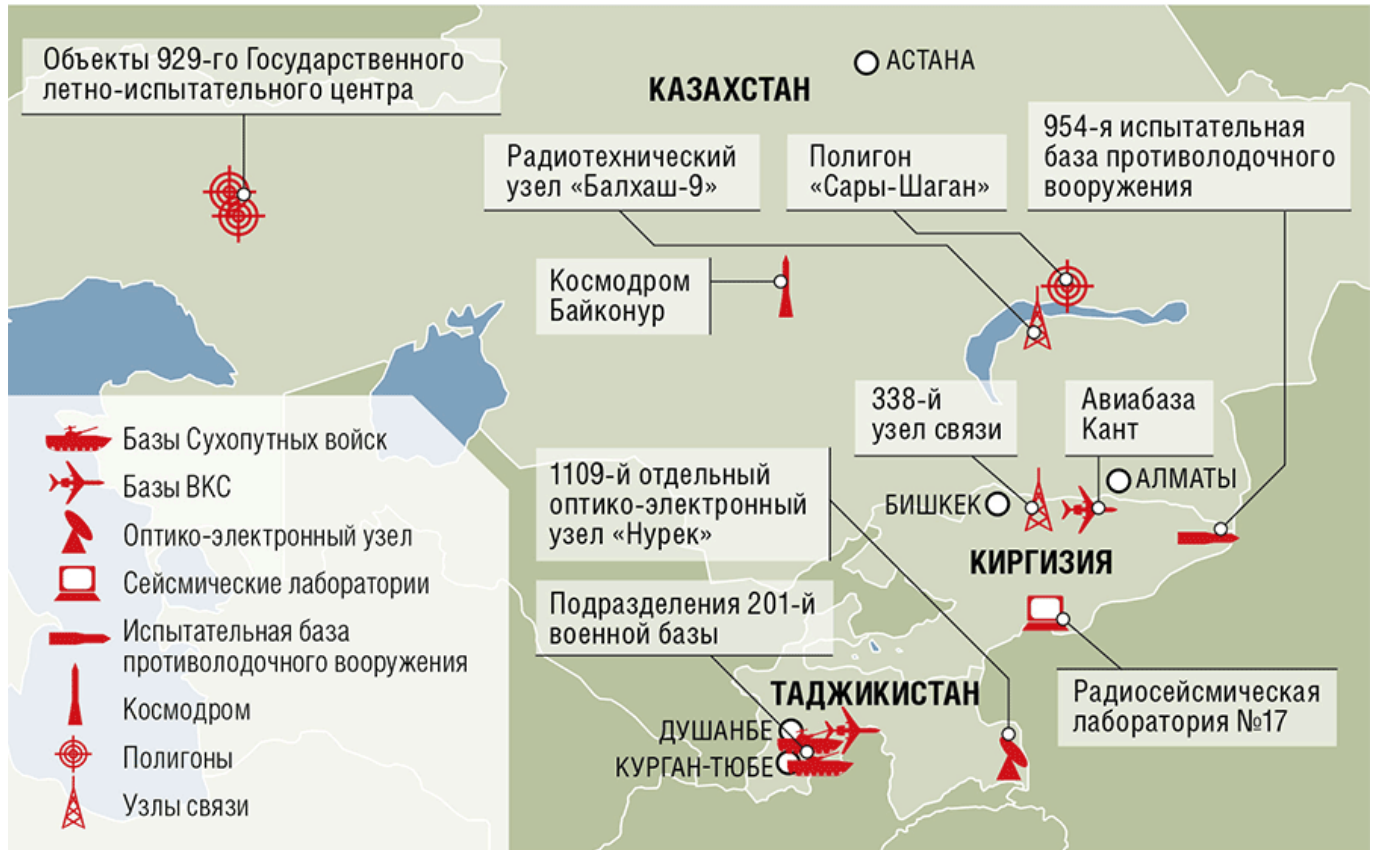 Объекты 929-го Государственного
летно-испытательного центра
КАЗАХСТАН
АСТАНА
Радиотехнический
узел «Балхаш-9»
Полигон
«Сары-Шаган»
954-я испытательная
база противолодочного
вооружения
Космодром
Байконур
338-й
узел связи
Авиабаза
Кант
1109-й отдельный
оптико-электронный
узел «Нурек»
БИШКЕК
АЛМАТЫ
КИРГИЗИЯ
Подразделения 201-й
военной базы
ТАДЖИКИСТАН
Радиосейсмическая
лаборатория №17
ДУШАНБЕ
КУРГАН-ТЮБЕ
Базы Сухопутных войск
Базы ВКС
Оптико-электронный узел
Сейсмические лаборатории
Испытательная база
противолодочного вооружения
Космодром
Полигоны
Узлы связи